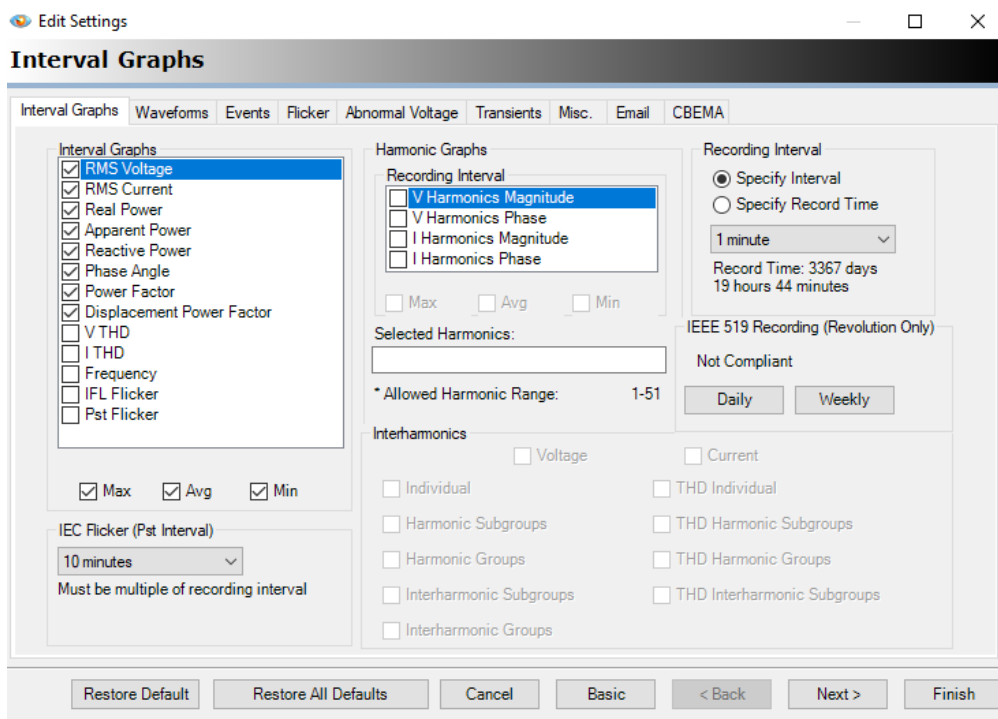 Edit Settings
Interval Graphs
Interval Graphs Waveforms Events Flicker Abnormal Voltage Transients Misc. Email CBEMA
Interval Graphs
RMS Voltage
RMS Current
Real Power
Apparent Power
Reactive Power
Phase Angle
Power Factor
Displacement Power Factor
V THD
I THD
Frequency
IFL Flicker
Pst Flicker
Max Avg Min
IEC Flicker (Pst Interval)
10 minutes
Must be multiple of recording interval
Harmonic Graphs
Recording Interval
V Harmonics Magnitude
V Harmonics Phase
I Harmonics Magnitude
I Harmonics Phase
Max Avg Min
Selected Harmonics:
* Allowed Harmonic Range: 1-51
Recording Interval
Specify Interval
Specify Record Time
1 minute
Record Time: 3367 days
19 hours 44 minutes
IEEE 519 Recording (Revolution Only)
Not Compliant
Daily Weekly
Interharmonics
Voltage Current
Individual THD Individual
Harmonic Subgroups THD Harmonic Subgroups
Harmonic Groups THD Harmonic Groups
Interharmonic Subgroups THD Interharmonic Subgroups
Interharmonic Groups
Restore Default Restore All Defaults Cancel Basic < Back Next > Finish